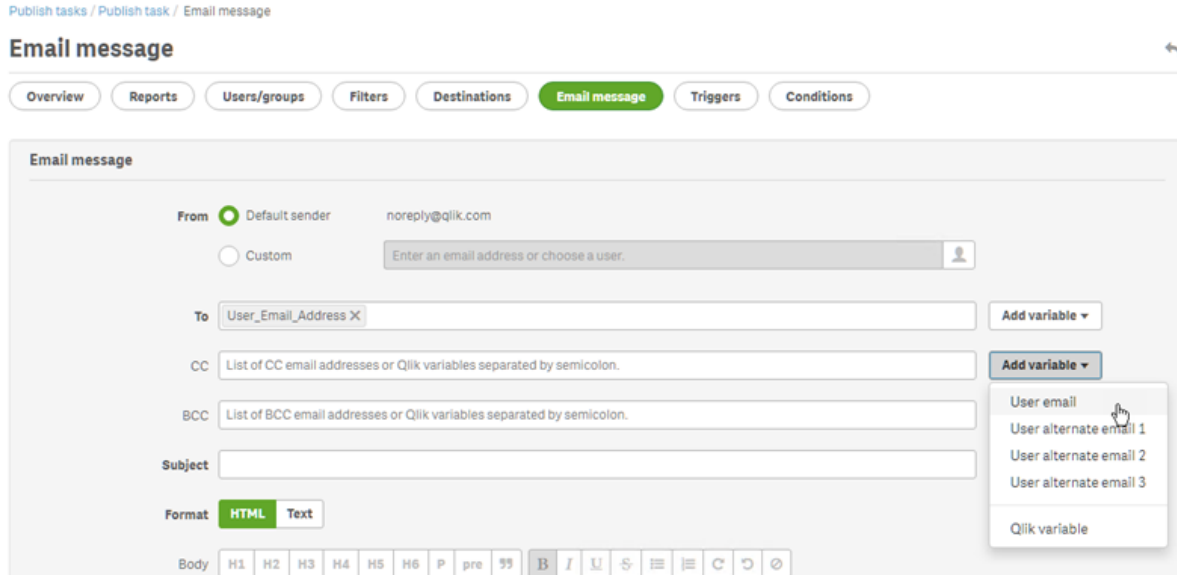 Publish tasks / Publish task / Email message
Email message
Overview Reports Users/groups Filters Destinations Email message Triggers Conditions
Email message
From Default sender noreply@qlik.com
Custom Enter an email address or choose a user.
To User_Email_Address X Add variable
CC List of CC email addresses or Qlik variables separated by semicolon. Add variable
User email
BCC List of BCC email addresses or Qlik variables separated by semicolon.
User alternate email 1
User alternate email 2
Subject
User alternate email 3
Format HTML Text
Qlik variable
Body H1 H2 H3 H4 H5 H6 P pre " B I U S